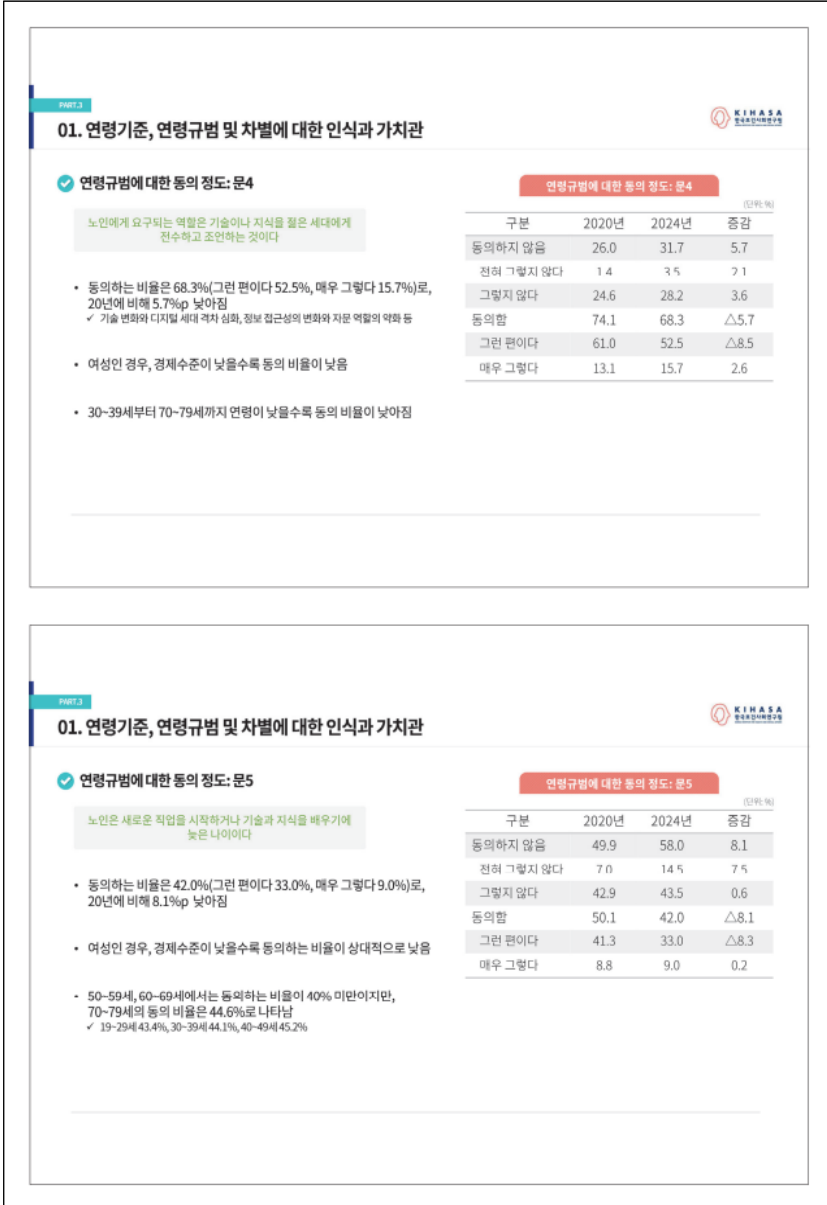 PART.3
01. 연령기준, 연령규범 및 차별에 대한 인식과 가치관
KIHASA
한국보건사회연구원
연령규범에 대한 동의 정도: 문4
노인에게 요구되는 역할은 기술이나 지식을 젊은 세대에게
전수하고 조언하는 것이다
• 동의하는 비율은 68.3%(그런 편이다 52.5%, 매우 그렇다 15.7%)로,
20년에 비해 5.7%p 낮아짐
✓ 기술 변화와 디지털 세대 격차 심화, 정보 접근성의 변화와 자문 역할의 약화 등
• 여성인 경우, 경제수준이 낮을수록 동의 비율이 낮음
• 30~39세부터 70~79세까지 연령이 낮을수록 동의 비율이 낮아짐
연령규범에 대한 동의 정도: 문4
(단위: %)
구분 2020년 2024년 증감
동의하지 않음 26.0 31.7 5.7
전혀 그렇지 않다 1.4 3.5 2.1
그렇지 않다 24.6 28.2 3.6
동의함 74.1 68.3 △5.7
그런 편이다 61.0 52.5 △8.5
매우 그렇다 13.1 15.7 2.6
PART.3
01. 연령기준, 연령규범 및 차별에 대한 인식과 가치관
KIHASA
한국보건사회연구원
연령규범에 대한 동의 정도: 문5
노인은 새로운 직업을 시작하거나 기술과 지식을 배우기에
늦은 나이이다
• 동의하는 비율은 42.0%(그런 편이다 33.0%, 매우 그렇다 9.0%)로,
20년에 비해 8.1%p 낮아짐
• 여성인 경우, 경제수준이 낮을수록 동의하는 비율이 상대적으로 낮음
- 50~59세, 60~69세에서는 동의하는 비율이 40% 미만이지만,
70~79세의 동의 비율은 44.6%로 나타남
✓ 19~29세 43.4%, 30~39세 44.1%, 40~49세 45.2%
연령규범에 대한 동의 정도: 문5
(단위: %)
구분 2020년 2024년 증감
동의하지 않음 49.9 58.0 8.1
전혀 그렇지 않다 7.0 14.5 7.5
그렇지 않다 42.9 43.5 0.6
동의함 50.1 42.0 △8.1
그런 편이다 41.3 33.0 △8.3
매우 그렇다 8.8 9.0 0.2